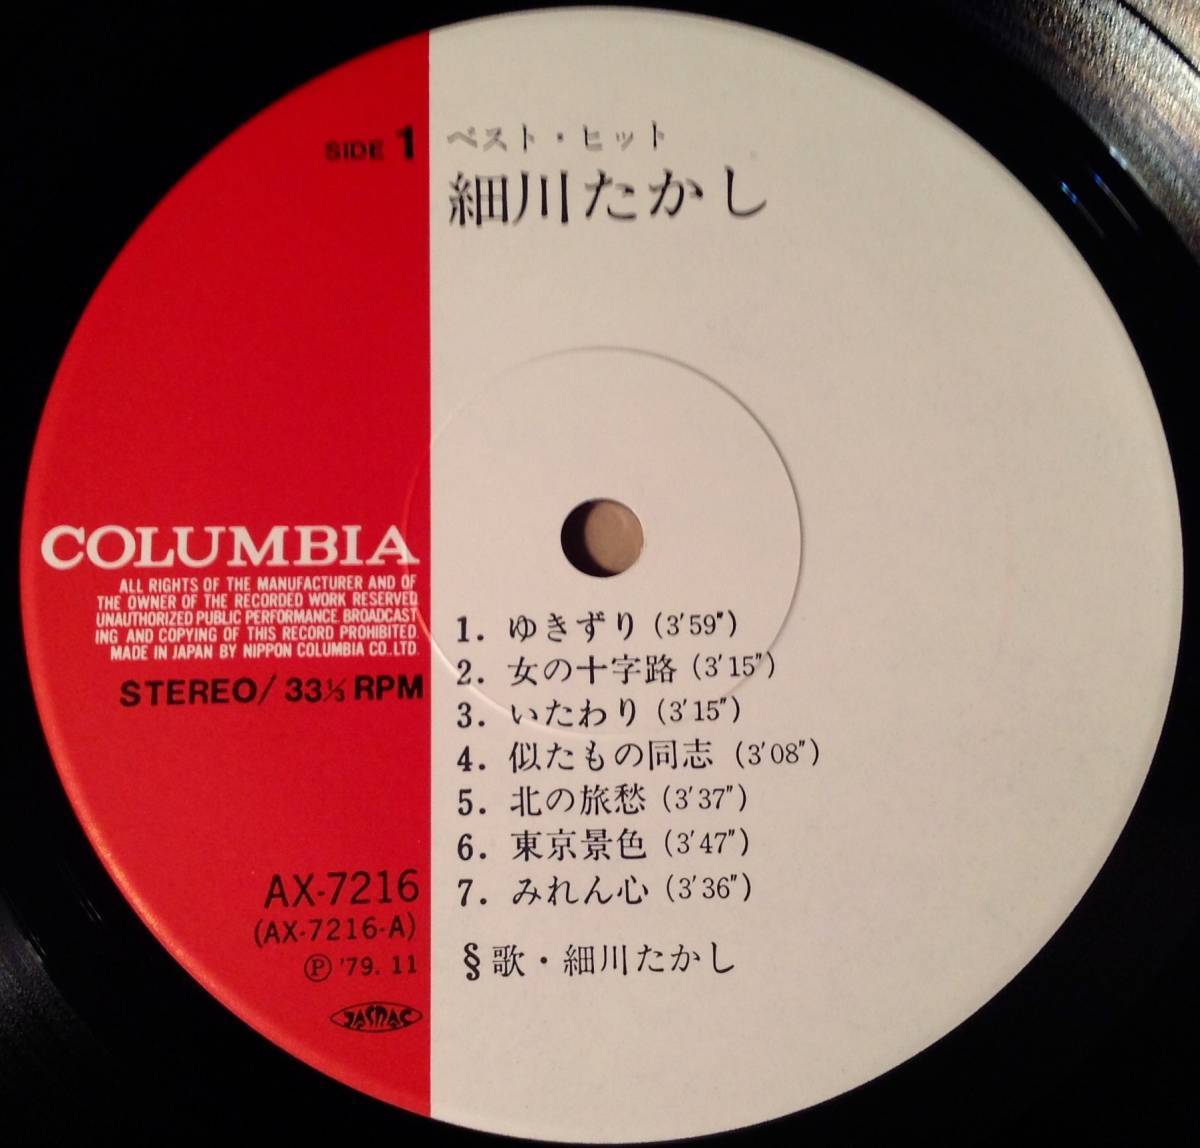 SIDE 1
ベスト・ヒット
細川たかし
COLUMBIA
ALL RIGHTS OF THE MANUFACTURER AND OF
THE OWNER OF THE RECORDED WORK RESERVED
UNAUTHORIZED PUBLIC PERFORMANCE. BROADCAST
ING AND COPYING OF THIS RECORD PROHIBITED
MADE IN JAPAN BY NIPPON COLUMBIA CO.,LTD.
STEREO/ 33⅓ RPM
1. ゆきずり (3′59″)
2. 女の十字路 (3′15″)
3. いたわり (3′15″)
4. 似たもの同志 (3′08″)
5. 北の旅愁 (3′37″)
6. 東京景色 (3′47″)
7. みれん心 (3′36″)
§歌・細川たかし
AX-7216
(AX-7216-A)
Ⓟ '79. 11
JASRAC